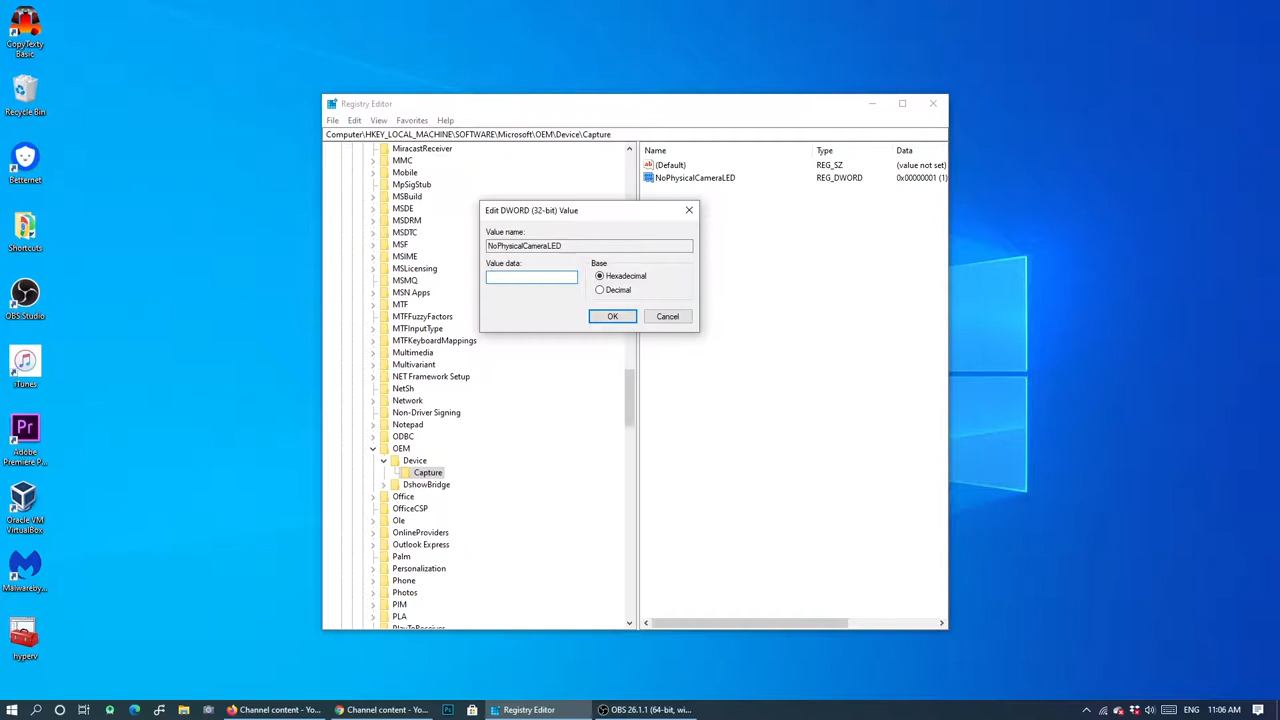 CopyTexty
Basic
Recycle Bin
Betternet
Shortcuts
OBS Studio
iTunes
Adobe
Premiere P...
Oracle VM
VirtualBox
Malwareby...
hyperv
Registry Editor
File Edit View Favorites Help
Computer\HKEY_LOCAL_MACHINE\SOFTWARE\Microsoft\OEM\Device\Capture
MiracastReceiver
MMC
Mobile
MpSigStub
MSBuild
MSDE
MSDRM
MSDTC
MSF
MSIME
MSLicensing
MSMQ
MSN Apps
MTF
MTFFuzzyFactors
MTFInputType
MTFKeyboardMappings
Multimedia
Multivariant
NET Framework Setup
NetSh
Network
Non-Driver Signing
Notepad
ODBC
OEM
Device
Capture
DshowBridge
Office
OfficeCSP
Ole
OnlineProviders
Outlook Express
Palm
Personalization
Phone
Photos
PIM
PLA
PlayToReceiver
Name Type Data
(Default) REG_SZ (value not set)
NoPhysicalCameraLED REG_DWORD 0x00000001 (1)
Edit DWORD (32-bit) Value
Value name:
NoPhysicalCameraLED
Value data:
Base
Hexadecimal
Decimal
OK Cancel
Channel content - Yo... Channel content - Yo... Registry Editor OBS 26.1.1 (64-bit, wi... ENG 11:06 AM